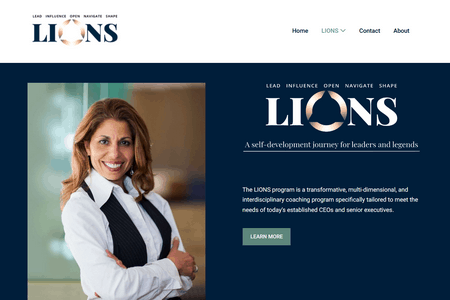 LEAD INFLUENCE OPEN NAVIGATE SHAPE
LIONS
Home LIONS Contact About
LEAD INFLUENCE OPEN NAVIGATE SHAPE
LIONS
A self-development journey for leaders and legends
The LIONS program is a transformative, multi-dimensional, and
interdisciplinary coaching program specifically tailored to meet the
needs of today's established CEOs and senior executives.
LEARN MORE